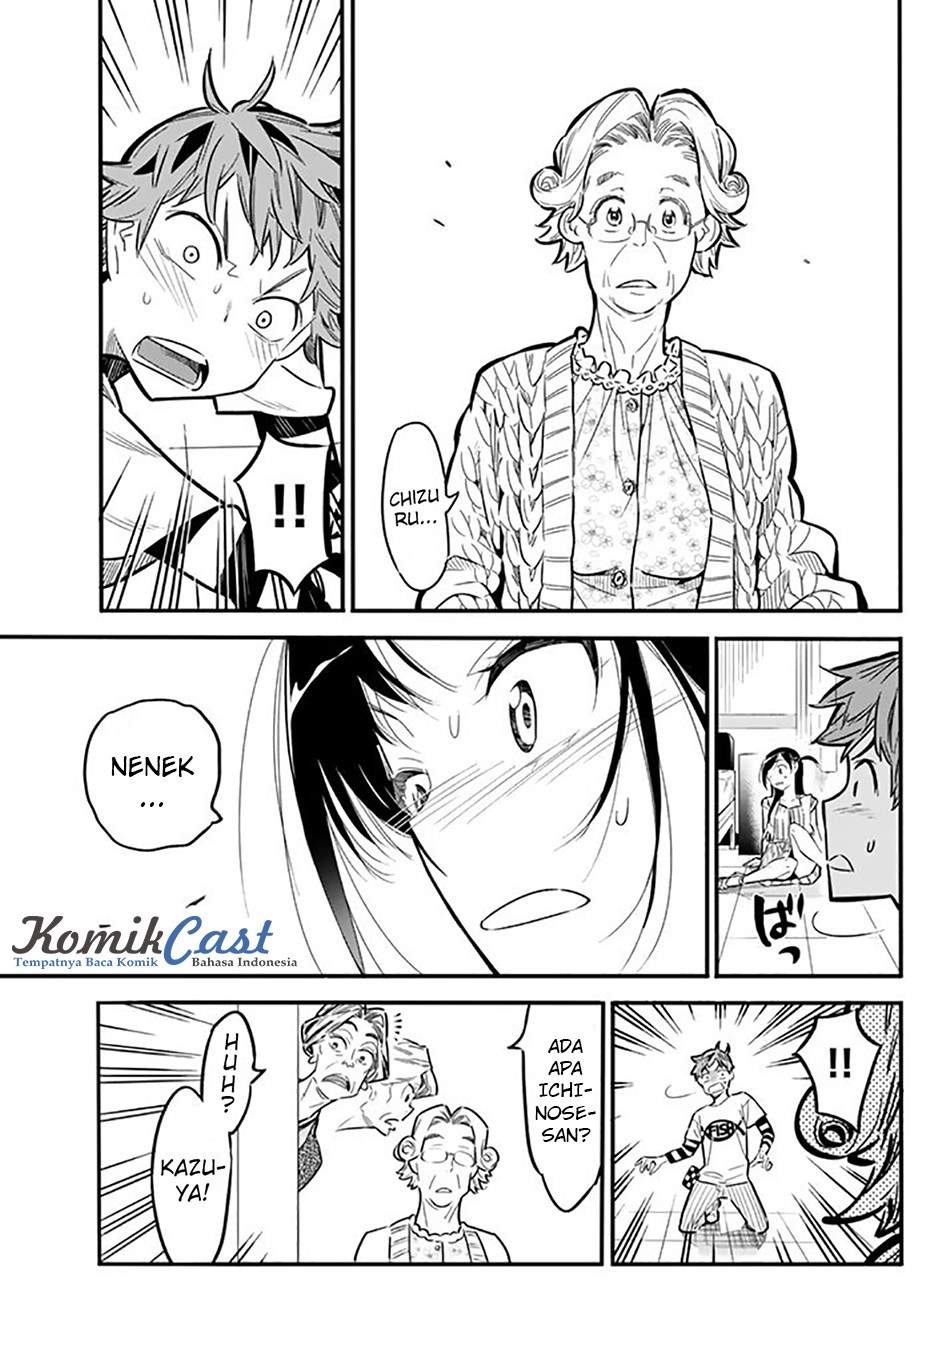 CHIZU
RU...
!!
ばっ
NENEK
...
KomikCast
Tempatnya Baca Komik Bahasa Indonesia
!!
FISH
ADA
APA
ICHI-
NOSE-
SAN?
HUH?
KAZU-
YA!